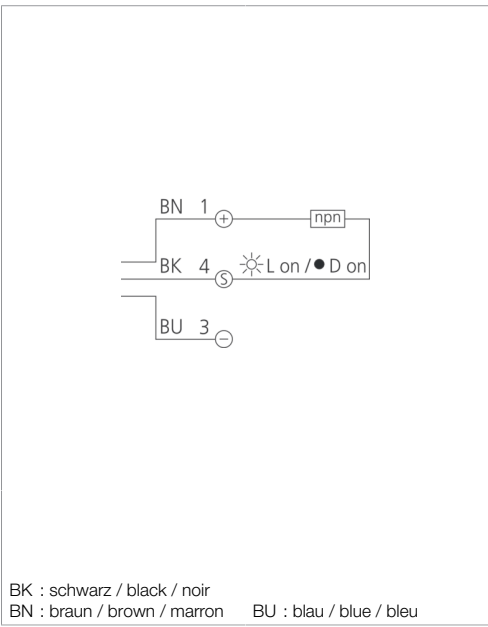 BN 1 +
npn
BK 4 S L on / ● D on
BU 3 −
BK : schwarz / black / noir
BN : braun / brown / marron BU : blau / blue / bleu